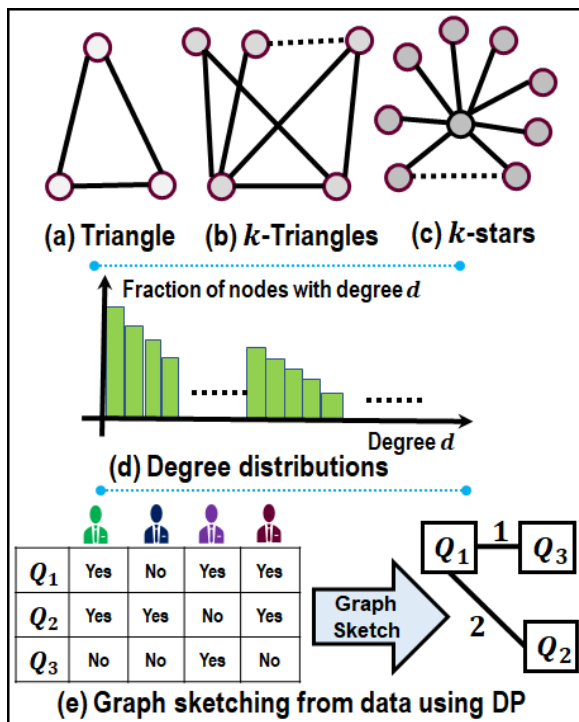 (a) Triangle (b) k-Triangles (c) k-stars
Fraction of nodes with degree d
Degree d
(d) Degree distributions
Q₁ Yes No Yes Yes
Q₂ Yes Yes No Yes
Q₃ No No Yes No
Graph
Sketch
Q₁ 1 Q₃
2
Q₂
(e) Graph sketching from data using DP